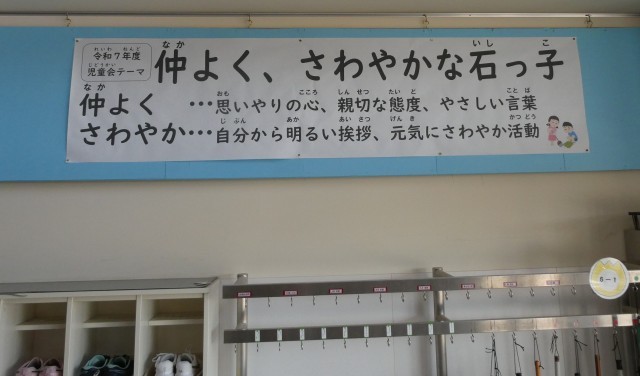 令和7年度
児童会テーマ
仲よく、さわやかな石っ子
仲よく …思いやりの心、親切な態度、やさしい言葉
さわやか…自分から明るい挨拶、元気にさわやか活動